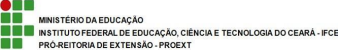 MINISTÉRIO DA EDUCAÇÃO
INSTITUTO FEDERAL DE EDUCAÇÃO, CIÊNCIA E TECNOLOGIA DO CEARÁ - IFCE
PRÓ-REITORIA DE EXTENSÃO - PROEXT